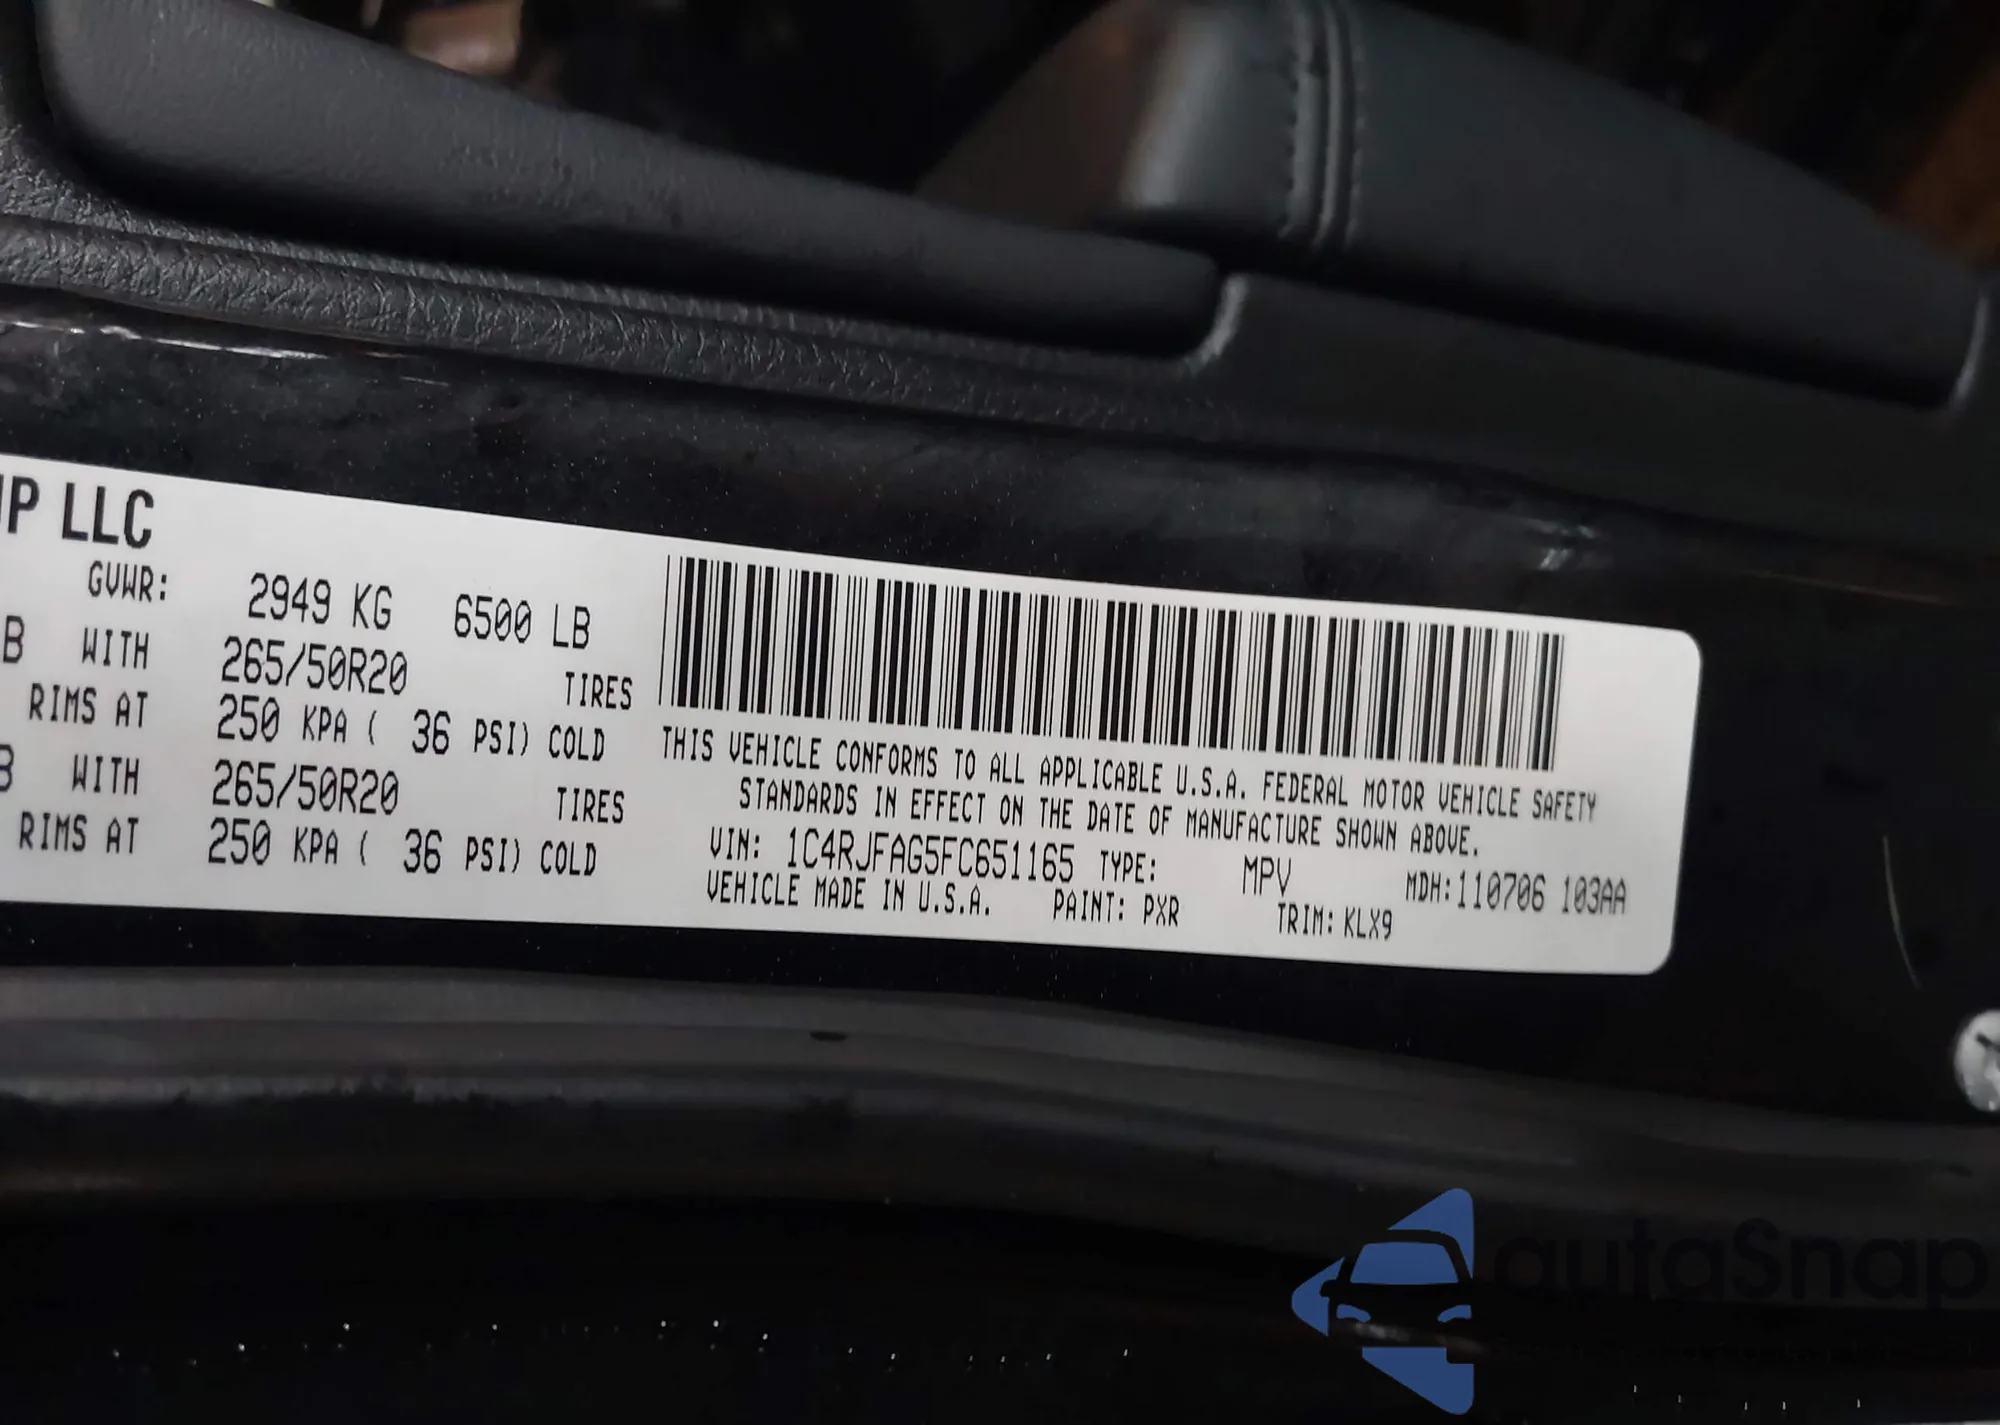 IP LLC
GVWR: 2949 KG 6500 LB
B WITH 265/50R20 TIRES
RIMS AT 250 KPA ( 36 PSI) COLD
B WITH 265/50R20 TIRES
RIMS AT 250 KPA ( 36 PSI) COLD
THIS VEHICLE CONFORMS TO ALL APPLICABLE U.S.A. FEDERAL MOTOR VEHICLE SAFETY
STANDARDS IN EFFECT ON THE DATE OF MANUFACTURE SHOWN ABOVE.
VIN: 1C4RJFAG5FC651165 TYPE: MPV MDH:110706 103AA
VEHICLE MADE IN U.S.A. PAINT: PXR TRIM: KLX9
autaSnap